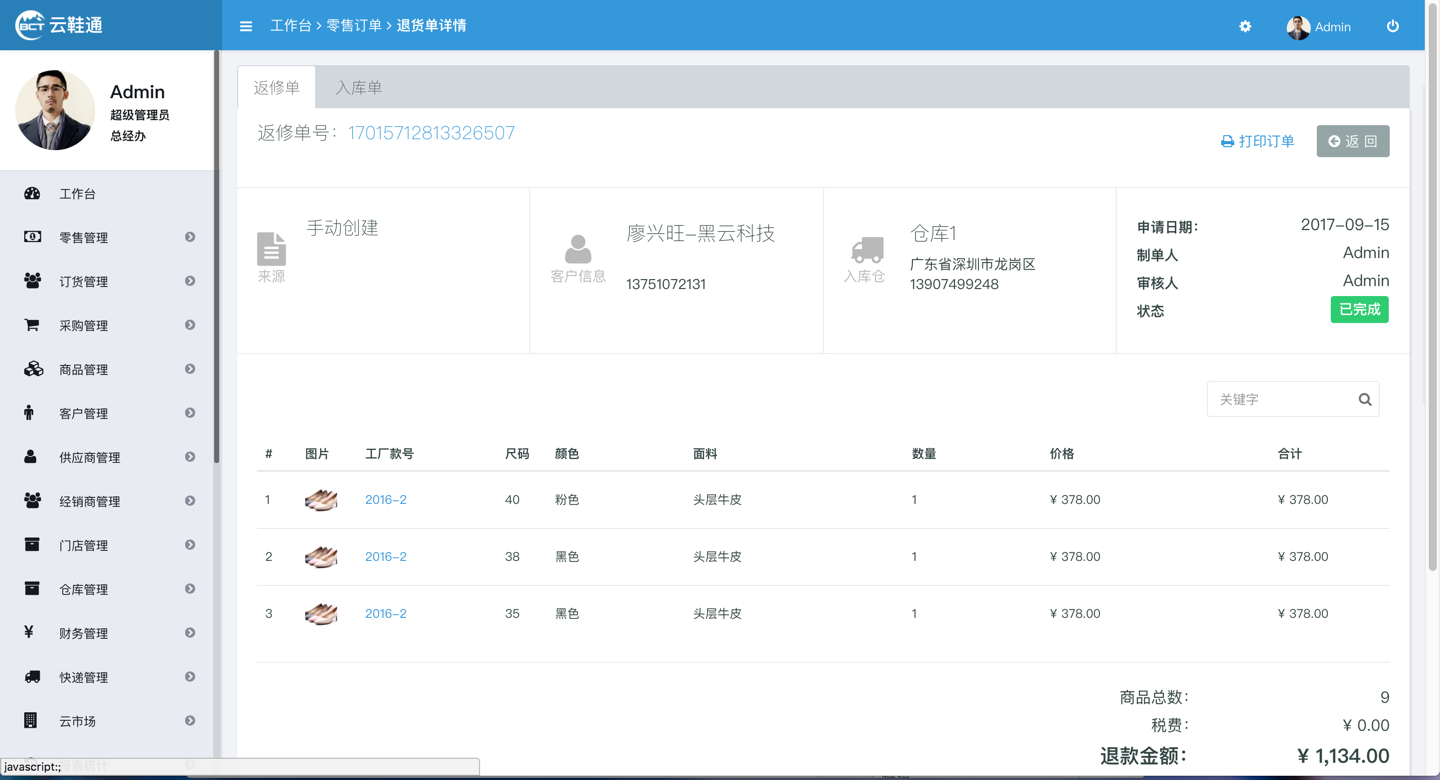 BCT 云鞋通
工作台 > 零售订单 > 退货单详情
Admin
Admin
超级管理员
总经办
工作台
零售管理
订货管理
采购管理
商品管理
客户管理
供应商管理
经销商管理
门店管理
仓库管理
¥ 财务管理
快递管理
云市场
报表统计
javascript:;
返修单 入库单
返修单号: 17015712813326507
打印订单 返 回
手动创建
来源
廖兴旺-黑云科技
客户信息
13751072131
仓库1
入库仓
广东省深圳市龙岗区
13907499248
申请日期: 2017-09-15
制单人 Admin
审核人 Admin
状态 已完成
关键字
# 图片 工厂款号 尺码 颜色 面料 数量 价格 合计
1 2016-2 40 粉色 头层牛皮 1 ¥ 378.00 ¥ 378.00
2 2016-2 38 黑色 头层牛皮 1 ¥ 378.00 ¥ 378.00
3 2016-2 35 黑色 头层牛皮 1 ¥ 378.00 ¥ 378.00
商品总数: 9
税费: ¥ 0.00
退款金额: ¥ 1,134.00